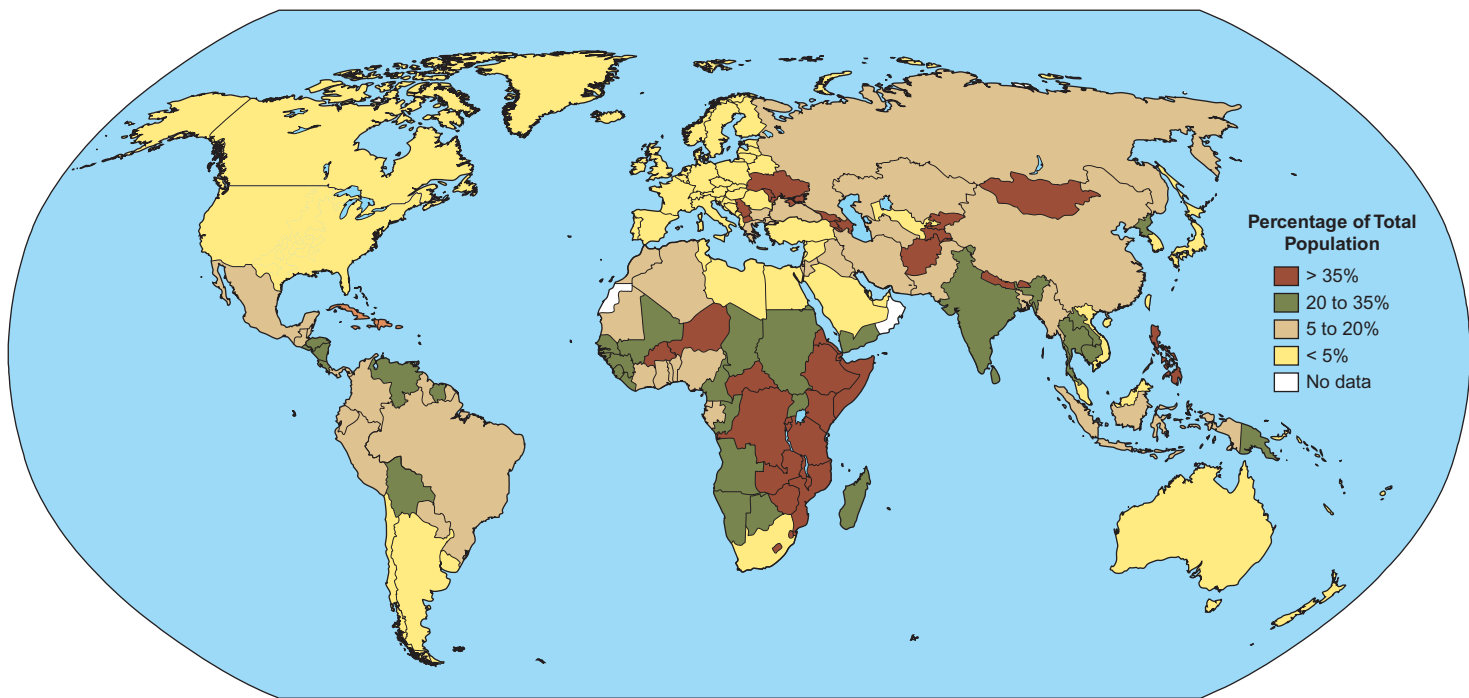 Percentage of Total
Population
> 35%
20 to 35%
5 to 20%
< 5%
No data